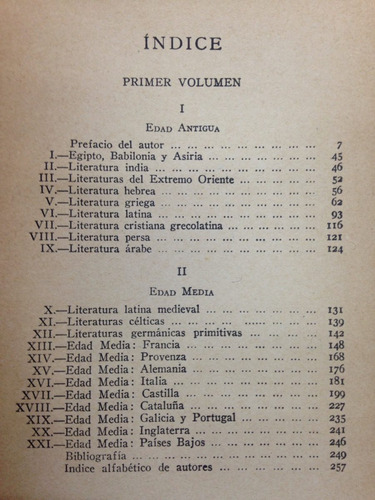 ÍNDICE
PRIMER VOLUMEN
I
EDAD ANTIGUA
Prefacio del autor ... ... ... ... ... ... ... ... 7
I.—Egipto, Babilonia y Asiria ... ... ... ... ... 45
II.—Literatura india ... ... ... ... ... ... ... ... 46
III.—Literaturas del Extremo Oriente ... ... ... ... 52
IV.—Literatura hebrea ... ... ... ... ... ... ... 56
V.—Literatura griega ... ... ... ... ... ... ... 62
VI.—Literatura latina ... ... ... ... ... ... ... 93
VII.—Literatura cristiana grecolatina ... ... ... ... 116
VIII.—Literatura persa ... ... ... ... ... ... ... 121
IX.—Literatura árabe ... ... ... ... ... ... ... 124
II
EDAD MEDIA
X.—Literatura latina medieval ... ... ... ... ... 131
XI.—Literaturas célticas ... ... ... ... ... ... 139
XII.—Literaturas germánicas primitivas ... ... ... 142
XIII.—Edad Media: Francia ... ... ... ... ... ... 148
XIV.—Edad Media: Provenza ... ... ... ... ... 168
XV.—Edad Media: Alemania ... ... ... ... ... 176
XVI.—Edad Media: Italia ... ... ... ... ... ... 181
XVII.—Edad Media: Castilla ... ... ... ... ... ... 199
XVIII.—Edad Media: Cataluña ... ... ... ... ... 227
XIX.—Edad Media: Galicia y Portugal ... ... ... ... 235
XX.—Edad Media: Inglaterra ... ... ... ... ... 241
XXI.—Edad Media: Países Bajos ... ... ... ... ... 246
Bibliografía ... ... ... ... ... ... ... ... 249
Indice alfabético de autores ... ... ... ... ... 257